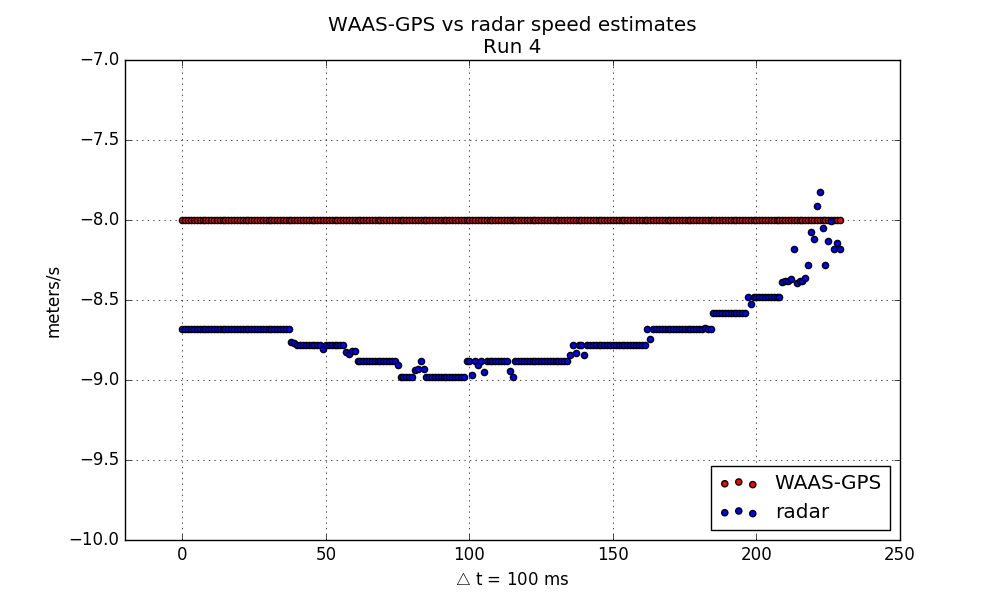 WAAS-GPS vs radar speed estimates
Run 4
−7.0
−7.5
−8.0
−8.5
−9.0
−9.5
−10.0
meters/s
WAAS-GPS
radar
0 50 100 150 200 250
△ t = 100 ms